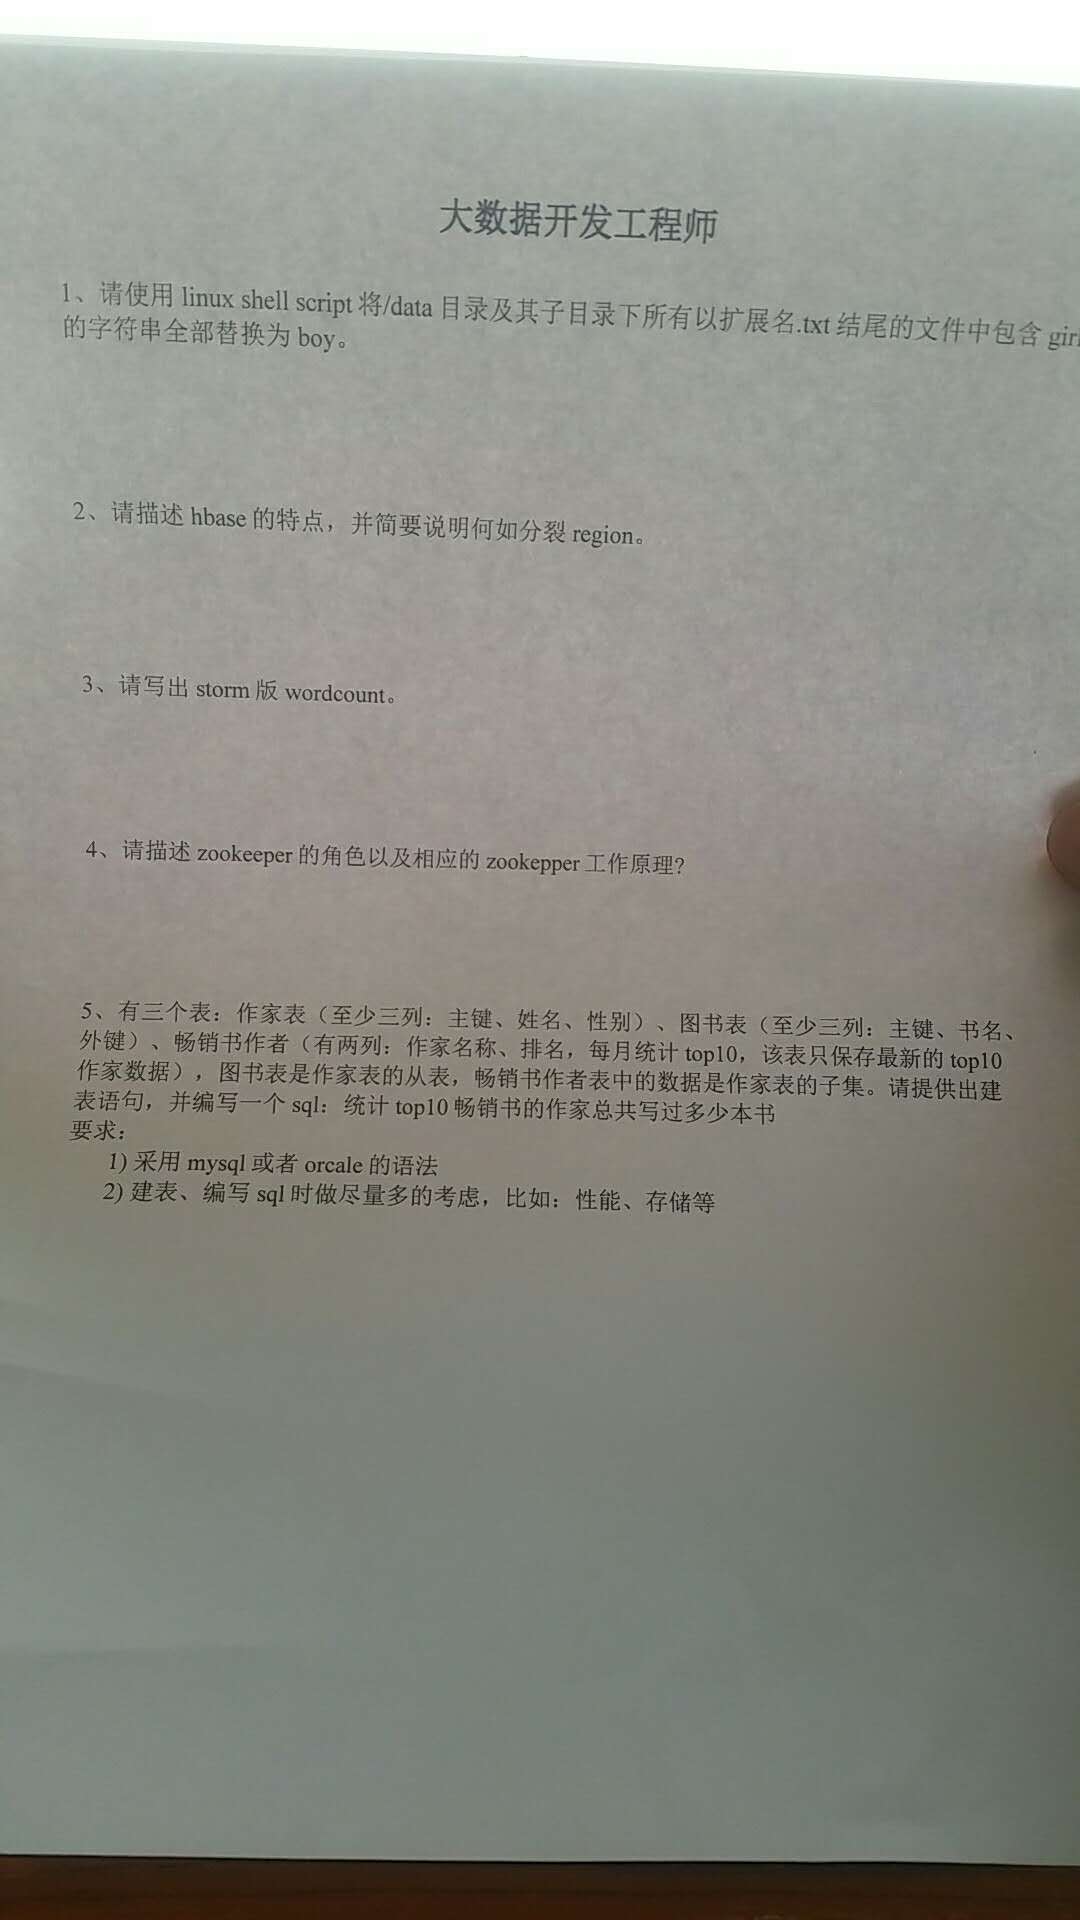 大数据开发工程师
1、请使用 linux shell script 将/data 目录及其子目录下所有以扩展名.txt 结尾的文件中包含 girl
的字符串全部替换为 boy。
2、请描述 hbase 的特点，并简要说明何如分裂 region。
3、请写出 storm 版 wordcount。
4、请描述 zookeeper 的角色以及相应的 zookepper 工作原理?
5、有三个表：作家表（至少三列：主键、姓名、性别）、图书表（至少三列：主键、书名、
外键）、畅销书作者（有两列：作家名称、排名，每月统计 top10，该表只保存最新的 top10
作家数据），图书表是作家表的从表，畅销书作者表中的数据是作家表的子集。请提供出建
表语句，并编写一个 sql：统计 top10 畅销书的作家总共写过多少本书
要求：
1) 采用 mysql 或者 orcale 的语法
2) 建表、编写 sql 时做尽量多的考虑，比如：性能、存储等